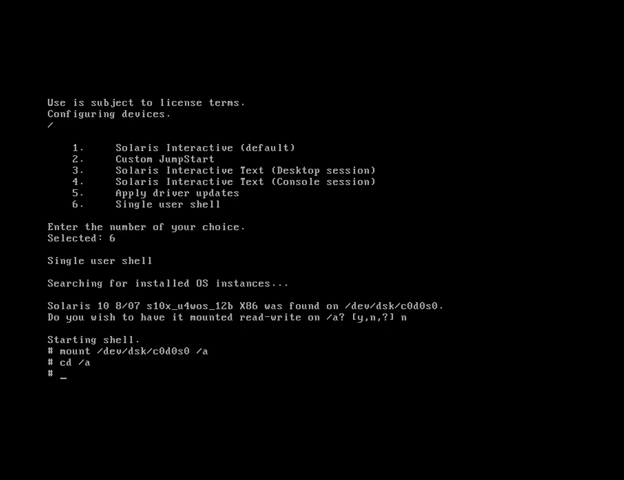 Use is subject to license terms.
Configuring devices.
/
1. Solaris Interactive (default)
2. Custom JumpStart
3. Solaris Interactive Text (Desktop session)
4. Solaris Interactive Text (Console session)
5. Apply driver updates
6. Single user shell
Enter the number of your choice.
Selected: 6
Single user shell
Searching for installed OS instances...
Solaris 10 8/07 s10x_u4wos_12b X86 was found on /dev/dsk/c0d0s0.
Do you wish to have it mounted read-write on /a? [y,n,?] n
Starting shell.
# mount /dev/dsk/c0d0s0 /a
# cd /a
# _